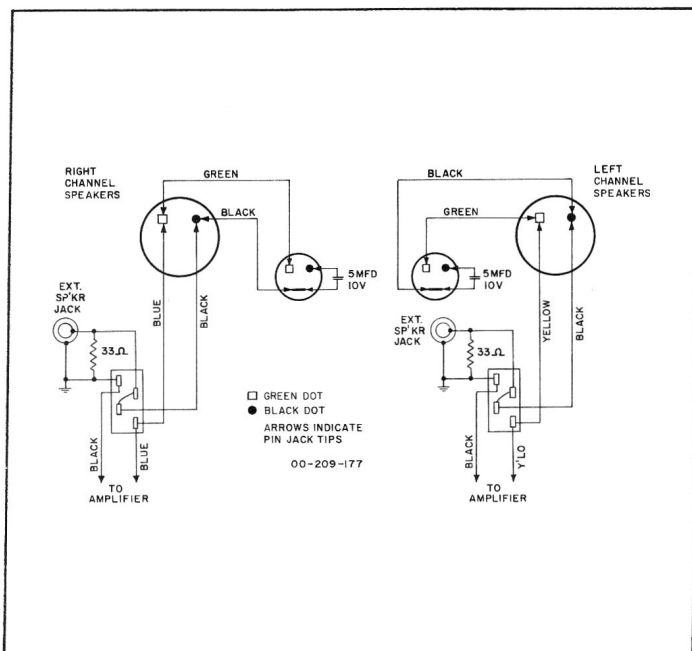 RIGHT
CHANNEL
SPEAKERS
GREEN
BLACK
5MFD
10V
EXT.
SP'KR
JACK
33Ω
BLUE
BLACK
BLACK
BLUE
TO
AMPLIFIER
GREEN DOT
BLACK DOT
ARROWS INDICATE
PIN JACK TIPS
00-209-177
BLACK
LEFT
CHANNEL
SPEAKERS
GREEN
5MFD
10V
EXT.
SP'KR
JACK
33Ω
YELLOW
BLACK
BLACK
Y'LO
TO
AMPLIFIER